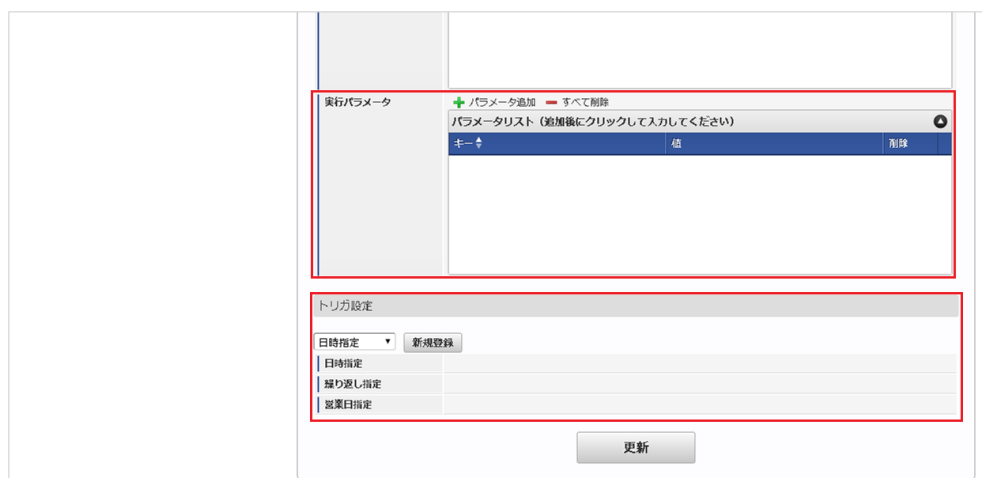 実行パラメータ
パラメータ追加 すべて削除
パラメータリスト（追加後にクリックして入力してください）
キー 値 削除
トリガ設定
日時指定 新規登録
日時指定
繰り返し指定
営業日指定
更新